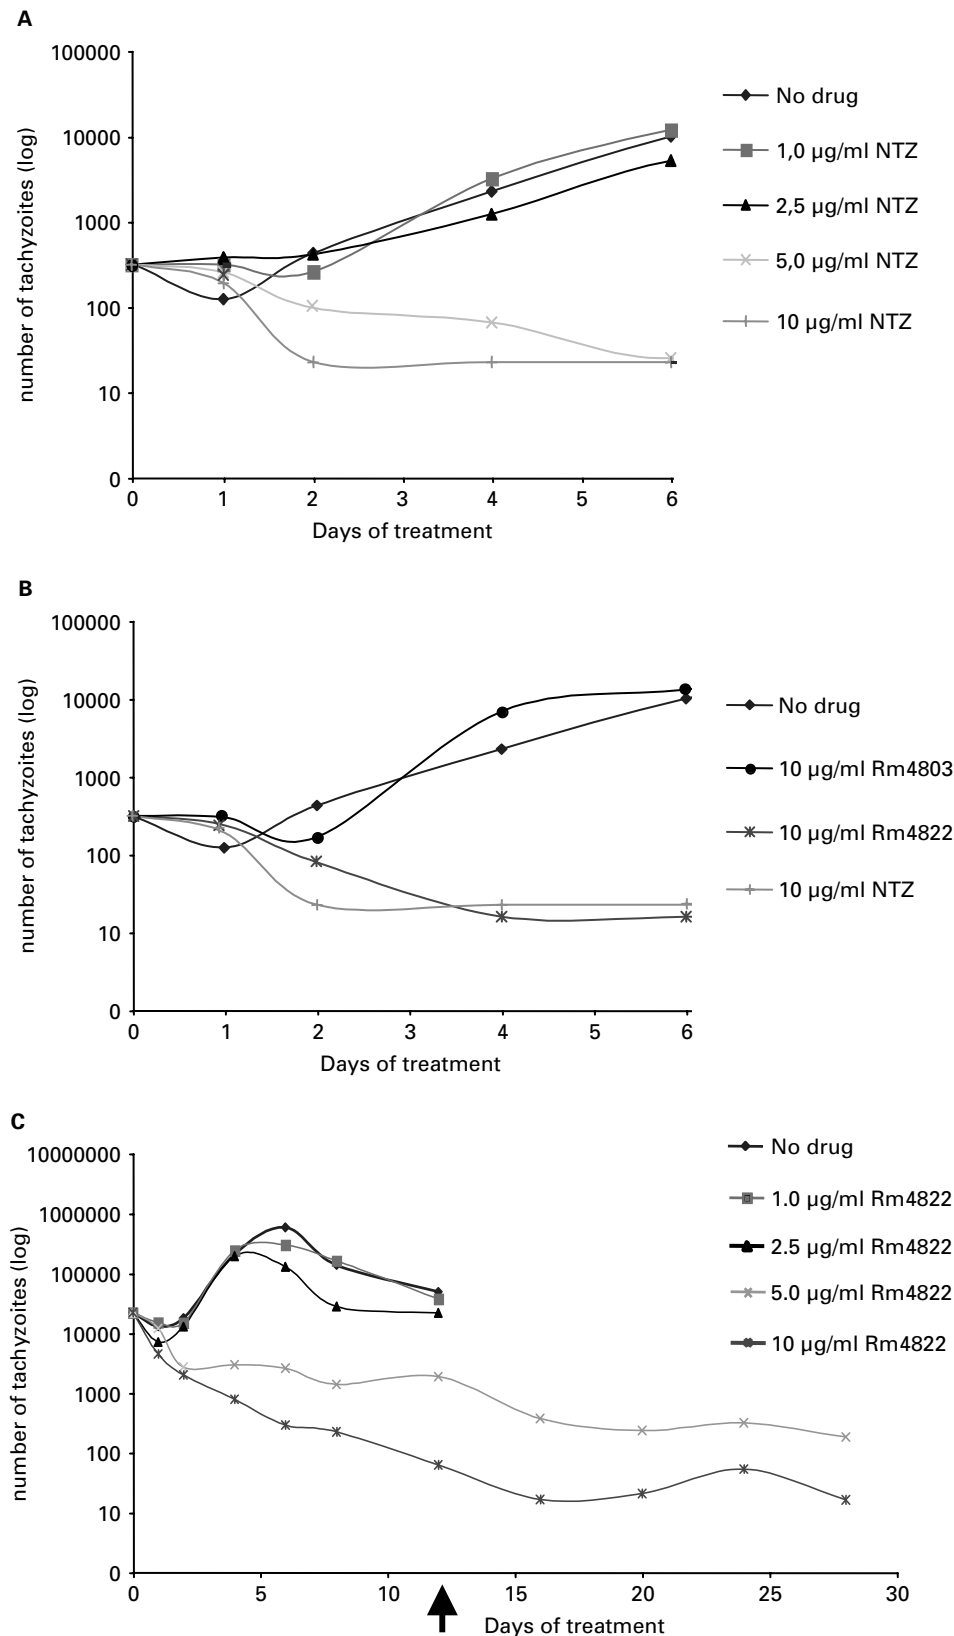 A
100000
10000
1000
100
10
0
number of tachyzoites (log)
0 1 2 3 4 5 6
Days of treatment
No drug
1,0 µg/ml NTZ
2,5 µg/ml NTZ
5,0 µg/ml NTZ
10 µg/ml NTZ
B
100000
10000
1000
100
10
0
number of tachyzoites (log)
0 1 2 3 4 5 6
Days of treatment
No drug
10 µg/ml Rm4803
10 µg/ml Rm4822
10 µg/ml NTZ
C
10000000
1000000
100000
10000
1000
100
10
0
number of tachyzoites (log)
0 5 10 15 20 25 30
Days of treatment
No drug
1.0 µg/ml Rm4822
2.5 µg/ml Rm4822
5.0 µg/ml Rm4822
10 µg/ml Rm4822